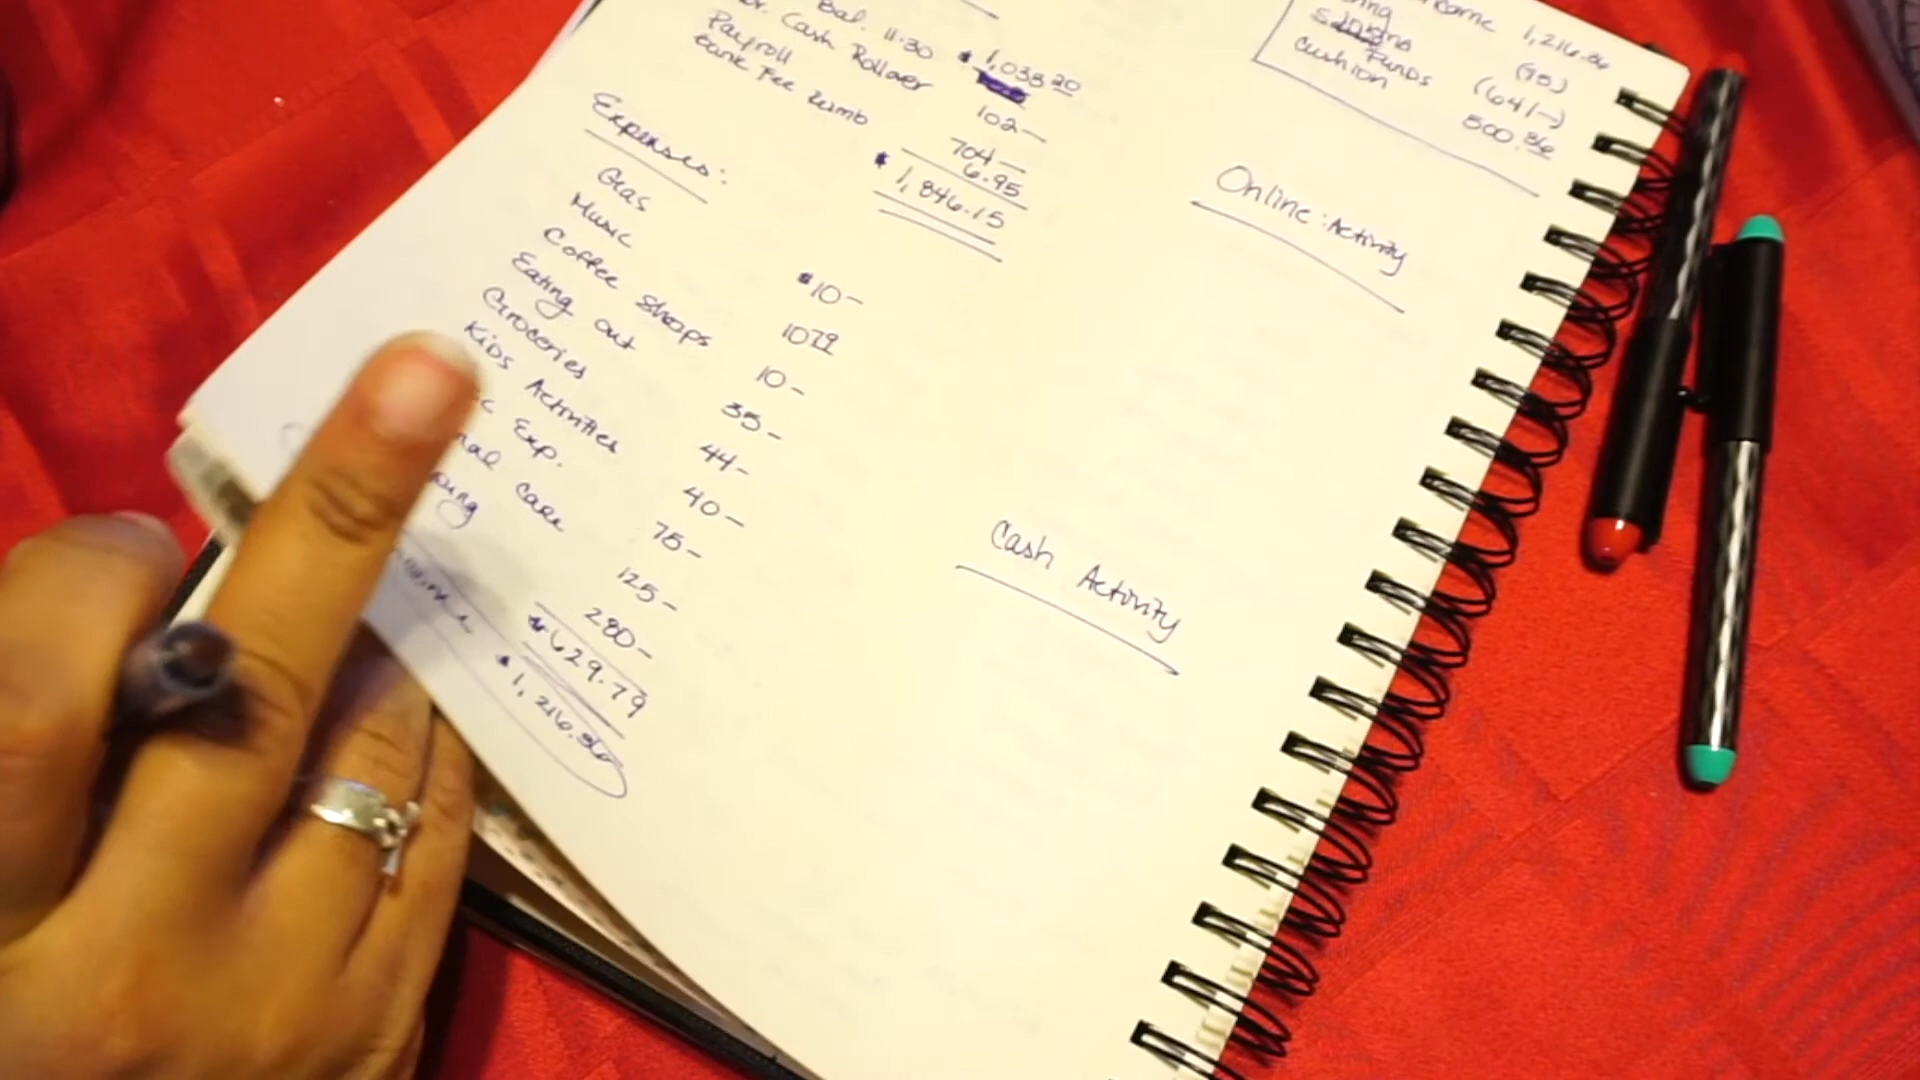 Bal. 11.30 $1,038.20
Cash Rollover 102-
Payroll 704-
Bank Fee Reimb 6.95
$1,846.15
Expenses:
Gas $10-
Music 10.79
Coffee Shops 10-
Eating out 35-
Groceries 44-
Kids Activities 40-
Exp. 75-
Care 125-
280-
$629.79
$1,216.36
1,216.36
(75)
Funds (641-)
Cushion 500.36
Online: Activity
Cash Activity